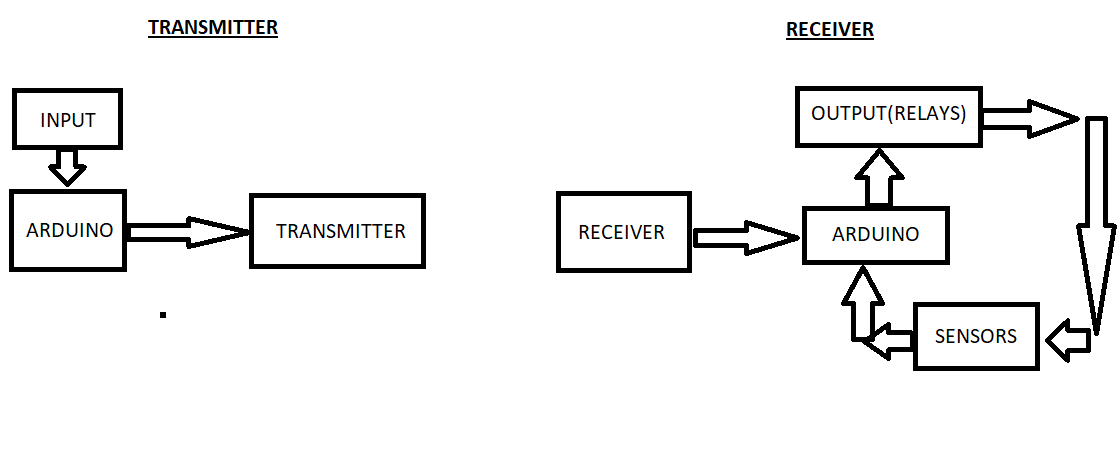 TRANSMITTER
INPUT
ARDUINO
TRANSMITTER
RECEIVER
OUTPUT(RELAYS)
RECEIVER
ARDUINO
SENSORS